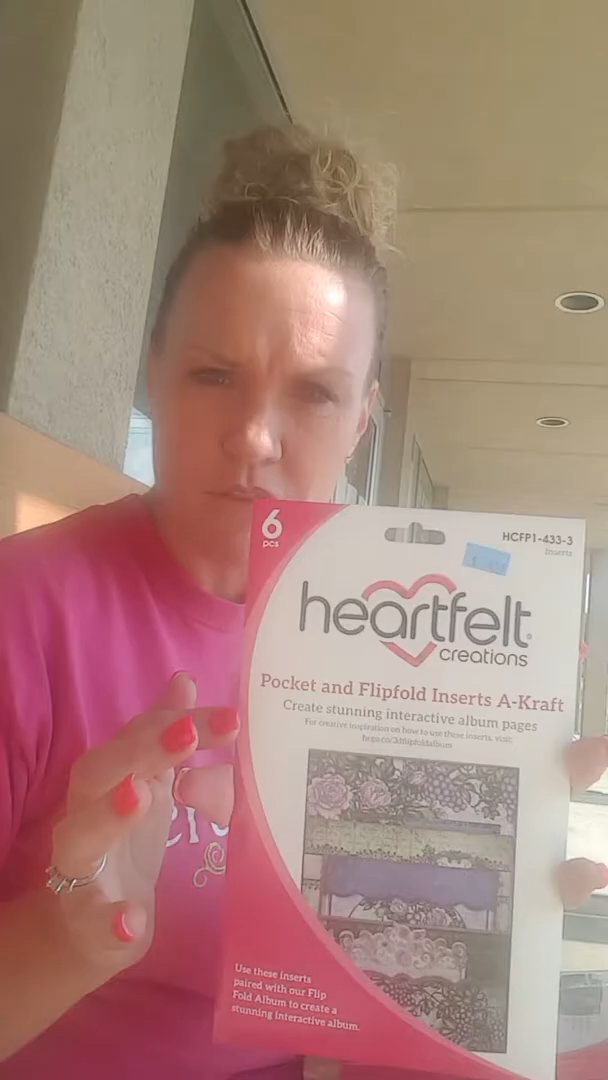 6
pcs
HCFP1-433-3
Inserts
heartfelt
creations
Pocket and Flipfold Inserts A-Kraft
Create stunning interactive album pages
For creative inspiration on how to use these inserts, visit:
Use these inserts
paired with our Flip
Fold Album to create a
stunning interactive album.